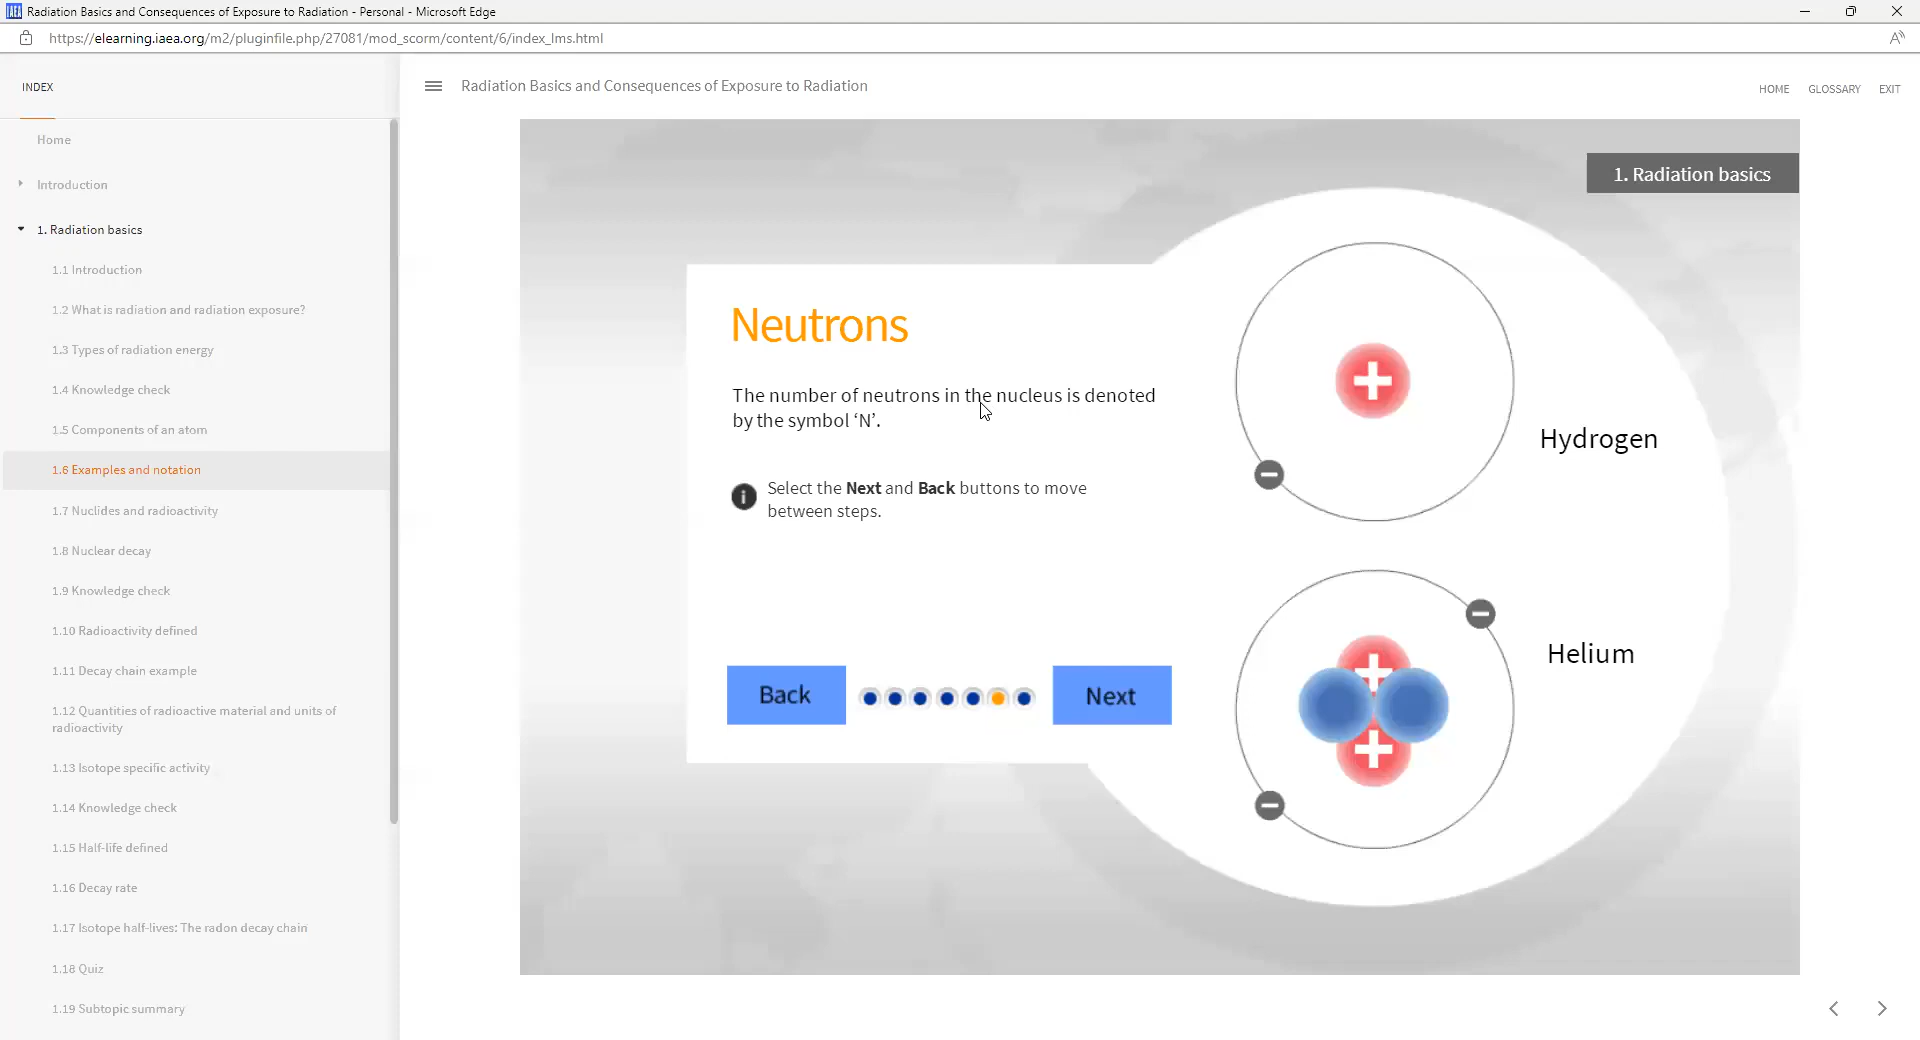 IAEA Radiation Basics and Consequences of Exposure to Radiation - Personal - Microsoft Edge
https://elearning.iaea.org/m2/pluginfile.php/27081/mod_scorm/content/6/index_lms.html
INDEX
Radiation Basics and Consequences of Exposure to Radiation
HOME GLOSSARY EXIT
Home
Introduction
1. Radiation basics
1.1 Introduction
1.2 What is radiation and radiation exposure?
1.3 Types of radiation energy
1.4 Knowledge check
1.5 Components of an atom
1.6 Examples and notation
1.7 Nuclides and radioactivity
1.8 Nuclear decay
1.9 Knowledge check
1.10 Radioactivity defined
1.11 Decay chain example
1.12 Quantities of radioactive material and units of
radioactivity
1.13 Isotope specific activity
1.14 Knowledge check
1.15 Half-life defined
1.16 Decay rate
1.17 Isotope half-lives: The radon decay chain
1.18 Quiz
1.19 Subtopic summary
1. Radiation basics
Neutrons
The number of neutrons in the nucleus is denoted
by the symbol ‘N’.
Select the Next and Back buttons to move
between steps.
Back
Next
Hydrogen
Helium